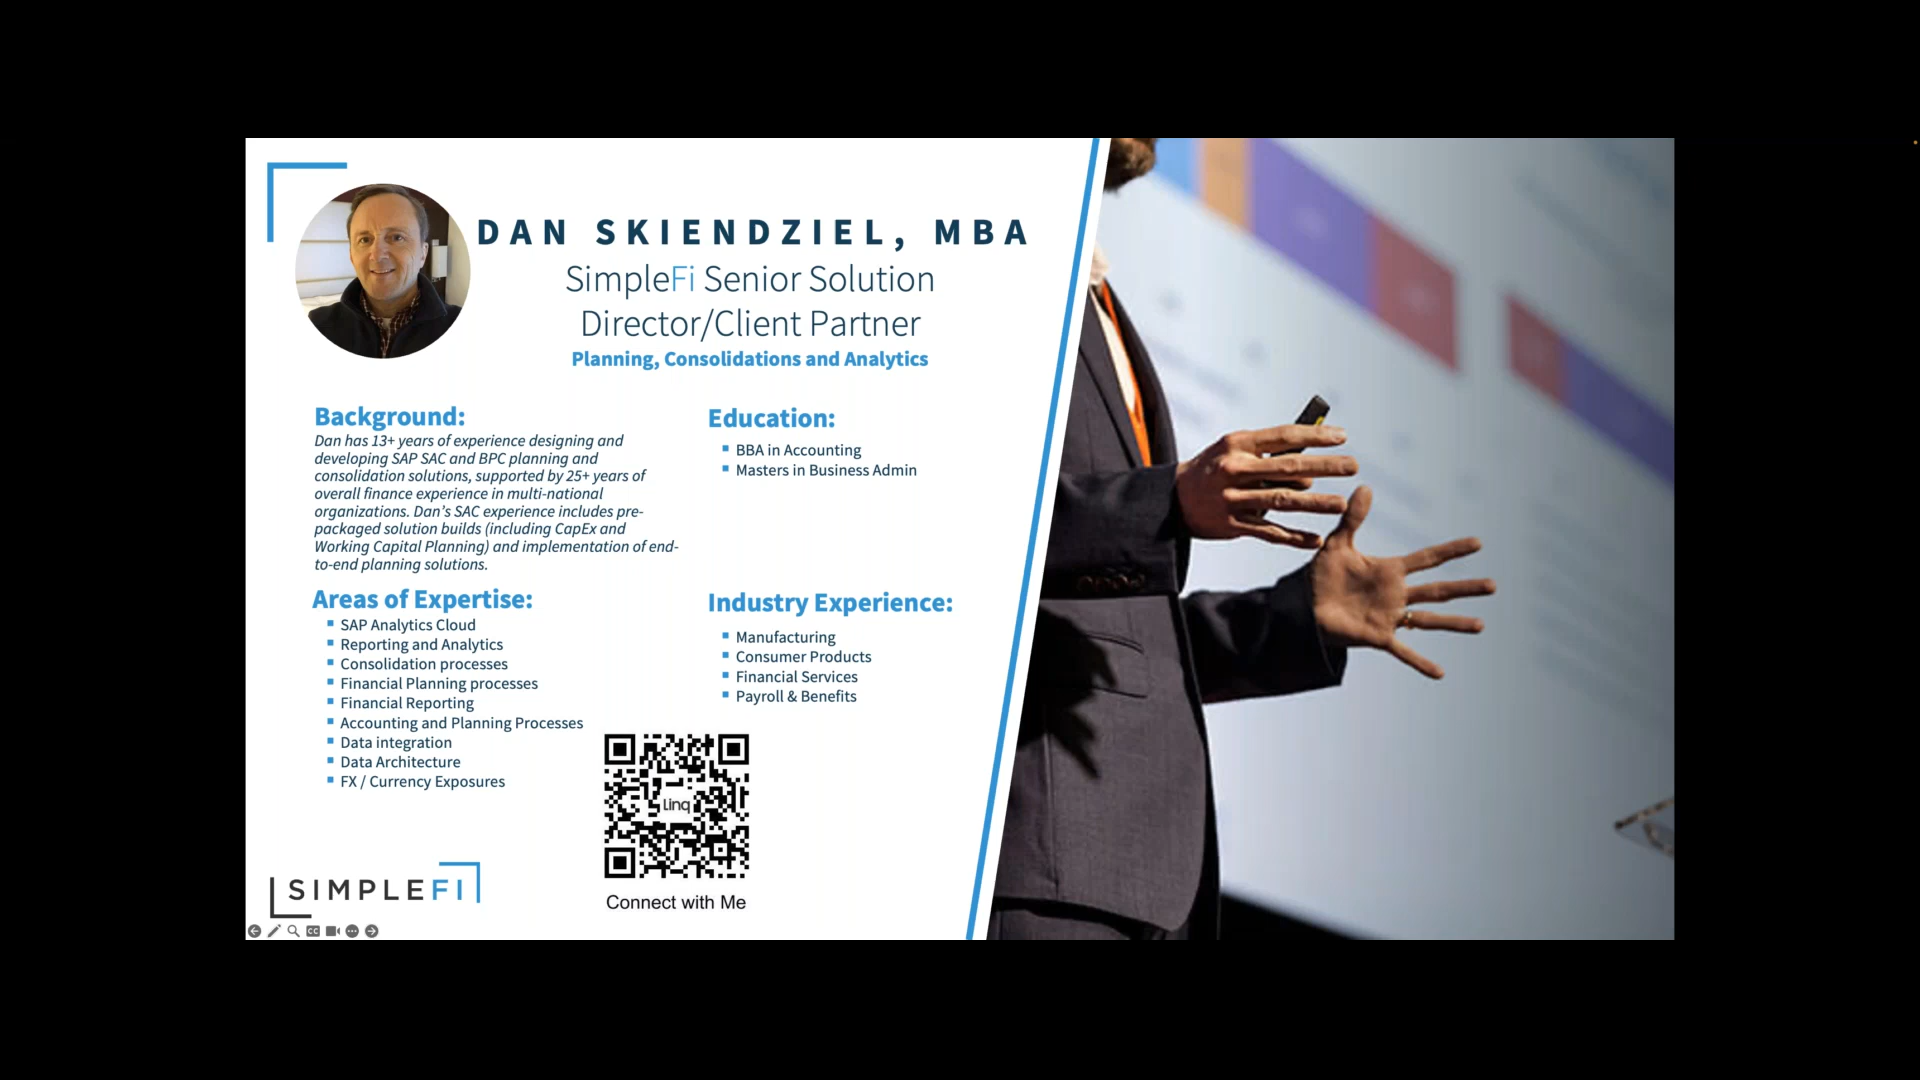 DAN SKIENDZIEL, MBA
SimpleFi Senior Solution
Director/Client Partner
Planning, Consolidations and Analytics
Background:
Dan has 13+ years of experience designing and
developing SAP SAC and BPC planning and
consolidation solutions, supported by 25+ years of
overall finance experience in multi-national
organizations. Dan's SAC experience includes pre-
packaged solution builds (including CapEx and
Working Capital Planning) and implementation of end-
to-end planning solutions.
Education:
▪ BBA in Accounting
▪ Masters in Business Admin
Areas of Expertise:
▪ SAP Analytics Cloud
▪ Reporting and Analytics
▪ Consolidation processes
▪ Financial Planning processes
▪ Financial Reporting
▪ Accounting and Planning Processes
▪ Data integration
▪ Data Architecture
▪ FX / Currency Exposures
Industry Experience:
▪ Manufacturing
▪ Consumer Products
▪ Financial Services
▪ Payroll & Benefits
Linq
Connect with Me
SIMPLEFI
CC